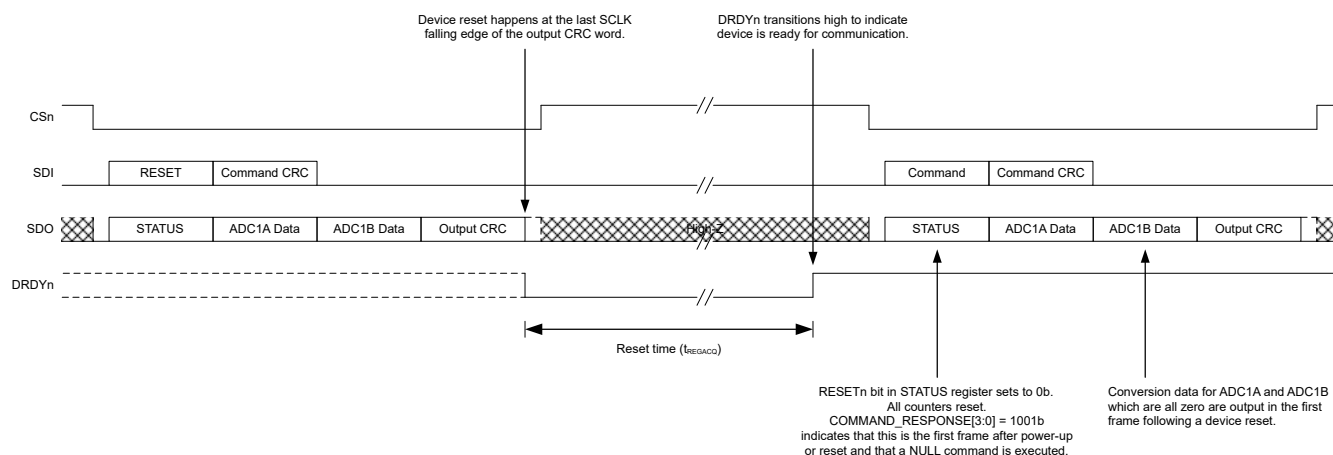 Device reset happens at the last SCLK
falling edge of the output CRC word.
DRDYn transitions high to indicate
device is ready for communication.
CSn
SDI
RESET
Command CRC
Command
Command CRC
SDO
STATUS
ADC1A Data
ADC1B Data
Output CRC
High-Z
STATUS
ADC1A Data
ADC1B Data
Output CRC
DRDYn
Reset time (tREGACQ)
RESETn bit in STATUS register sets to 0b.
All counters reset.
COMMAND_RESPONSE[3:0] = 1001b
indicates that this is the first frame after power-up
or reset and that a NULL command is executed.
Conversion data for ADC1A and ADC1B
which are all zero are output in the first
frame following a device reset.